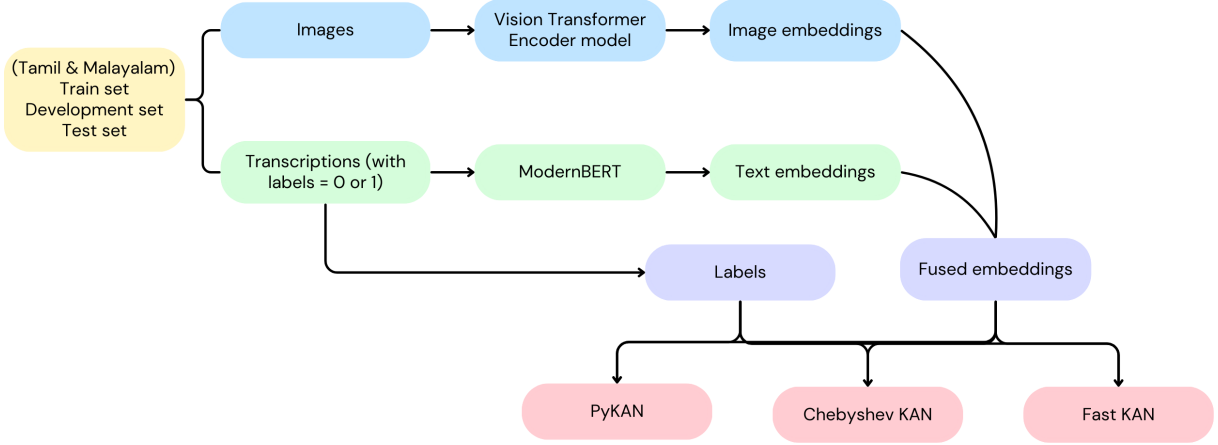 Images
Vision Transformer
Encoder model
Image embeddings
(Tamil & Malayalam)
Train set
Development set
Test set
Transcriptions (with
labels = 0 or 1)
ModernBERT
Text embeddings
Labels
Fused embeddings
PyKAN
Chebyshev KAN
Fast KAN